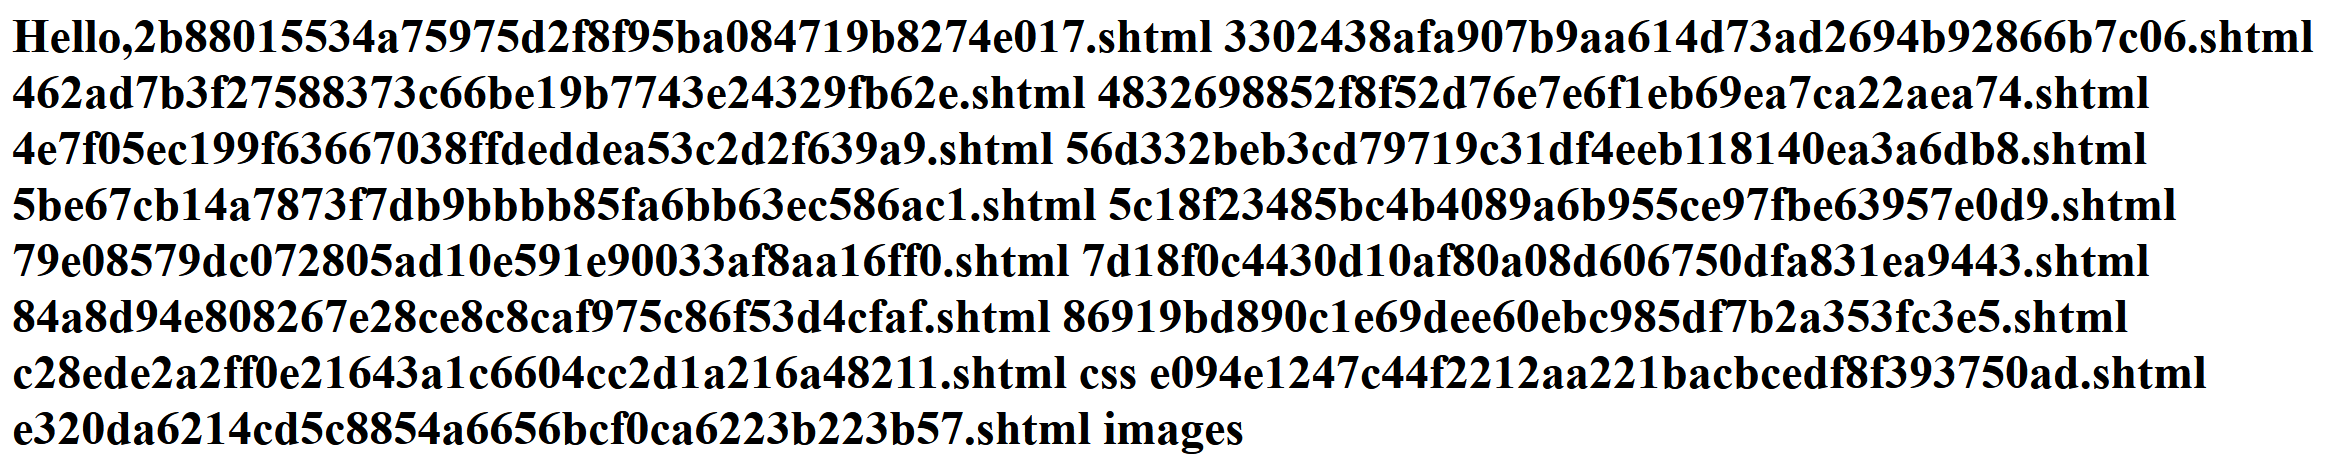 Hello,2b88015534a75975d2f8f95ba084719b8274e017.shtml 3302438afa907b9aa614d73ad2694b92866b7c06.shtml
462ad7b3f27588373c66be19b7743e24329fb62e.shtml 4832698852f8f52d76e7e6f1eb69ea7ca22aea74.shtml
4e7f05ec199f63667038ffdeddea53c2d2f639a9.shtml 56d332beb3cd79719c31df4eeb118140ea3a6db8.shtml
5be67cb14a7873f7db9bbbb85fa6bb63ec586ac1.shtml 5c18f23485bc4b4089a6b955ce97fbe63957e0d9.shtml
79e08579dc072805ad10e591e90033af8aa16ff0.shtml 7d18f0c4430d10af80a08d606750dfa831ea9443.shtml
84a8d94e808267e28ce8c8caf975c86f53d4cfaf.shtml 86919bd890c1e69dee60ebc985df7b2a353fc3e5.shtml
c28ede2a2ff0e21643a1c6604cc2d1a216a48211.shtml css e094e1247c44f2212aa221bacbcedf8f393750ad.shtml
e320da6214cd5c8854a6656bcf0ca6223b223b57.shtml images